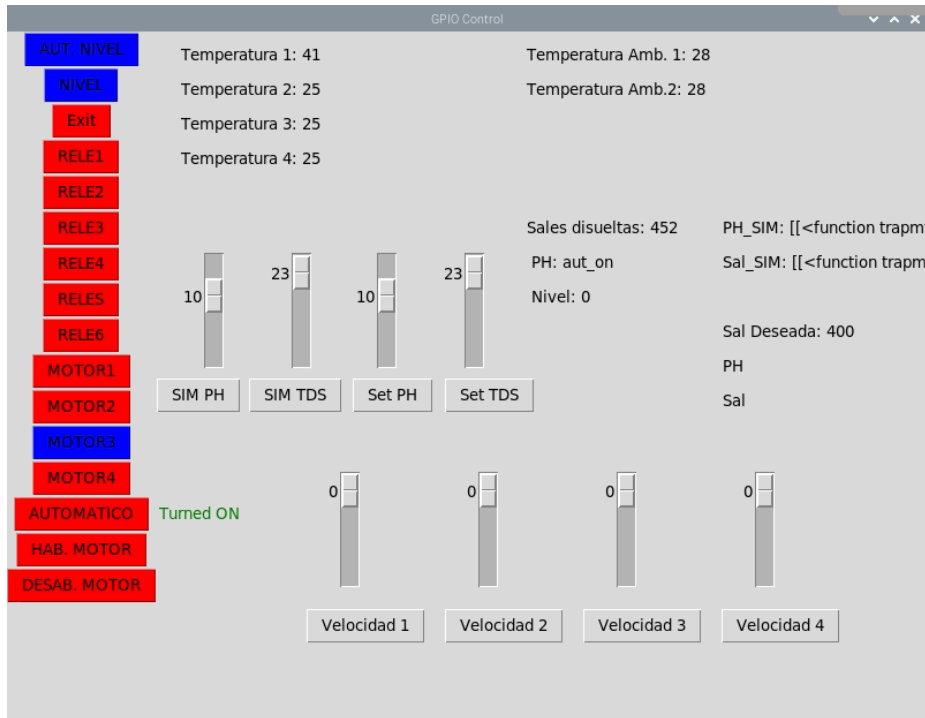 GPIO Control
AUT. NIVEL
NIVEL
Exit
RELE1
RELE2
RELE3
RELE4
RELE5
RELE6
MOTOR1
MOTOR2
MOTOR3
MOTOR4
AUTOMATICO
HAB. MOTOR
DESAB. MOTOR
Temperatura 1: 41
Temperatura 2: 25
Temperatura 3: 25
Temperatura 4: 25
Temperatura Amb. 1: 28
Temperatura Amb.2: 28
Sales disueltas: 452
PH: aut_on
Nivel: 0
PH_SIM: [[<function trapm
Sal_SIM: [[<function trapm
Sal Deseada: 400
PH
Sal
10
23
10
23
SIM PH
SIM TDS
Set PH
Set TDS
Turned ON
0
0
0
0
Velocidad 1
Velocidad 2
Velocidad 3
Velocidad 4